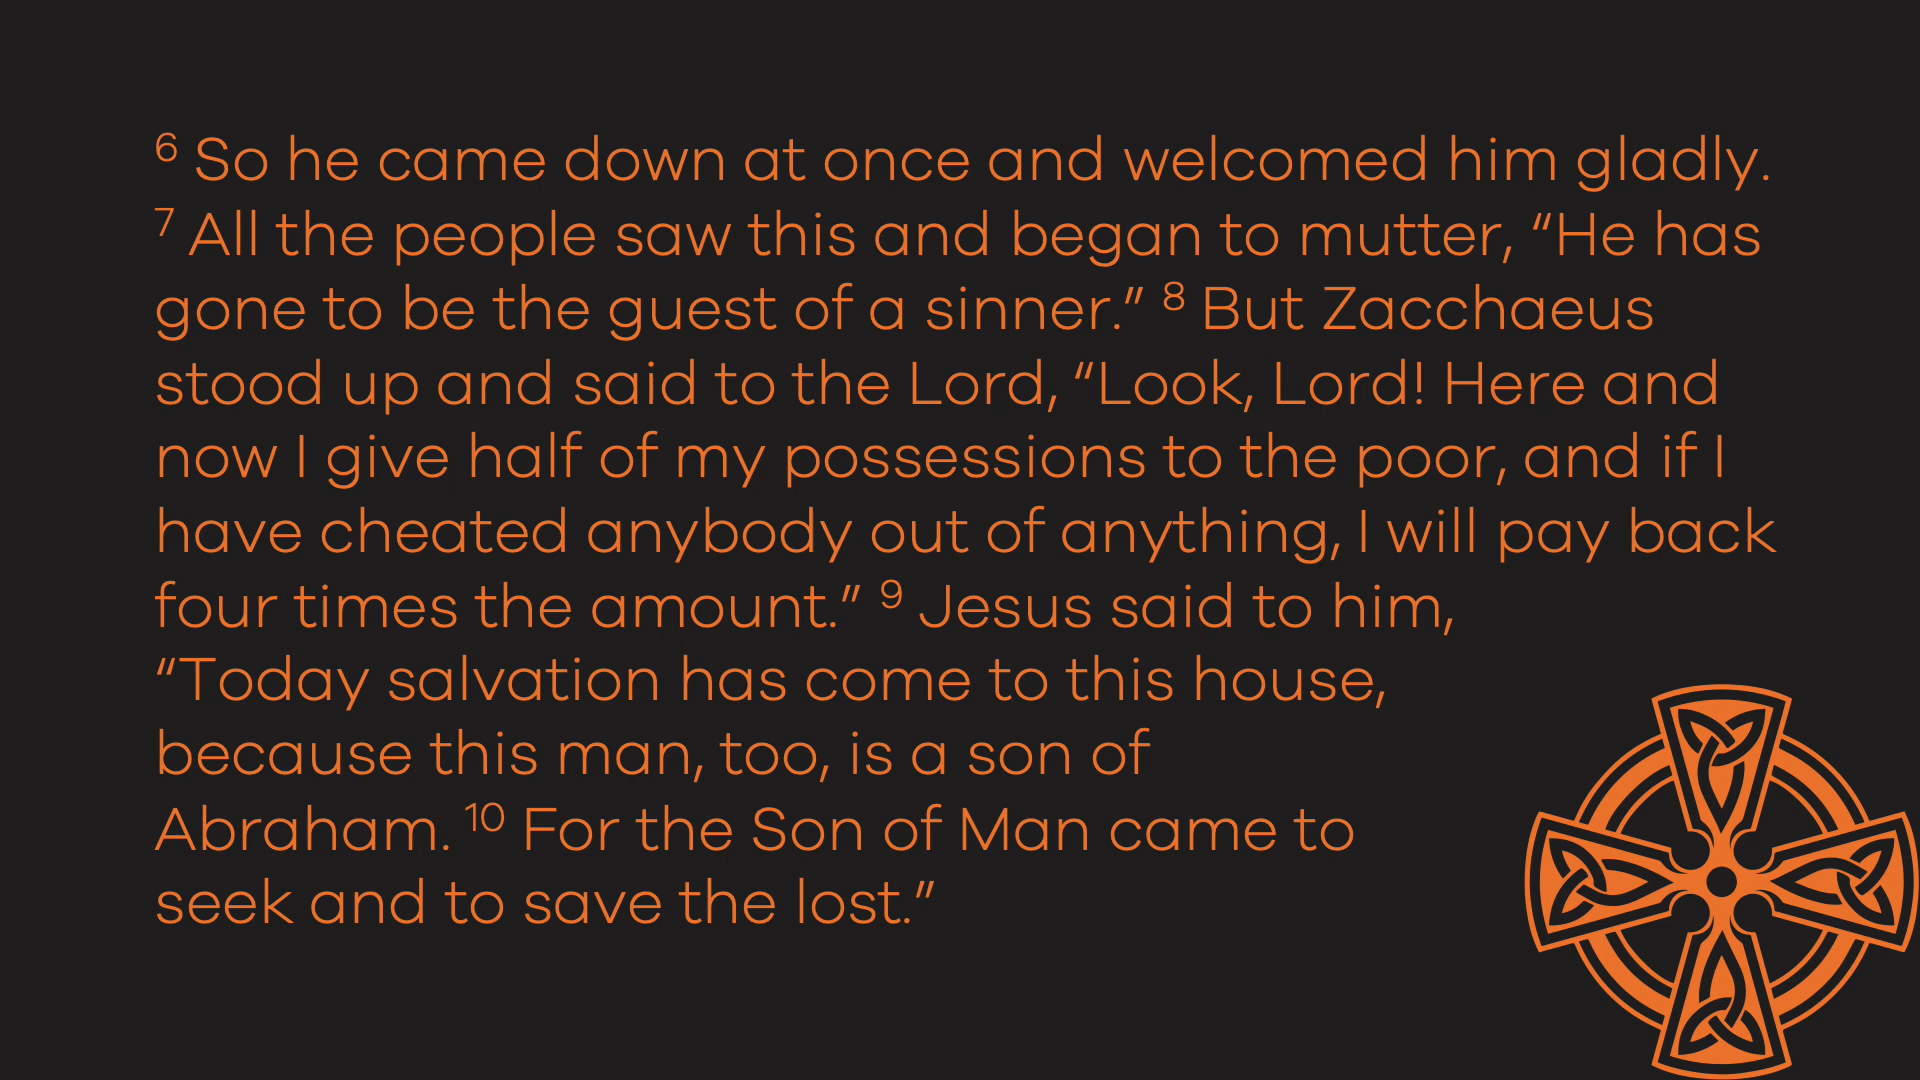 6 So he came down at once and welcomed him gladly.
7 All the people saw this and began to mutter, “He has
gone to be the guest of a sinner.” 8 But Zacchaeus
stood up and said to the Lord, “Look, Lord! Here and
now I give half of my possessions to the poor, and if I
have cheated anybody out of anything, I will pay back
four times the amount.” 9 Jesus said to him,
“Today salvation has come to this house,
because this man, too, is a son of
Abraham. 10 For the Son of Man came to
seek and to save the lost.”